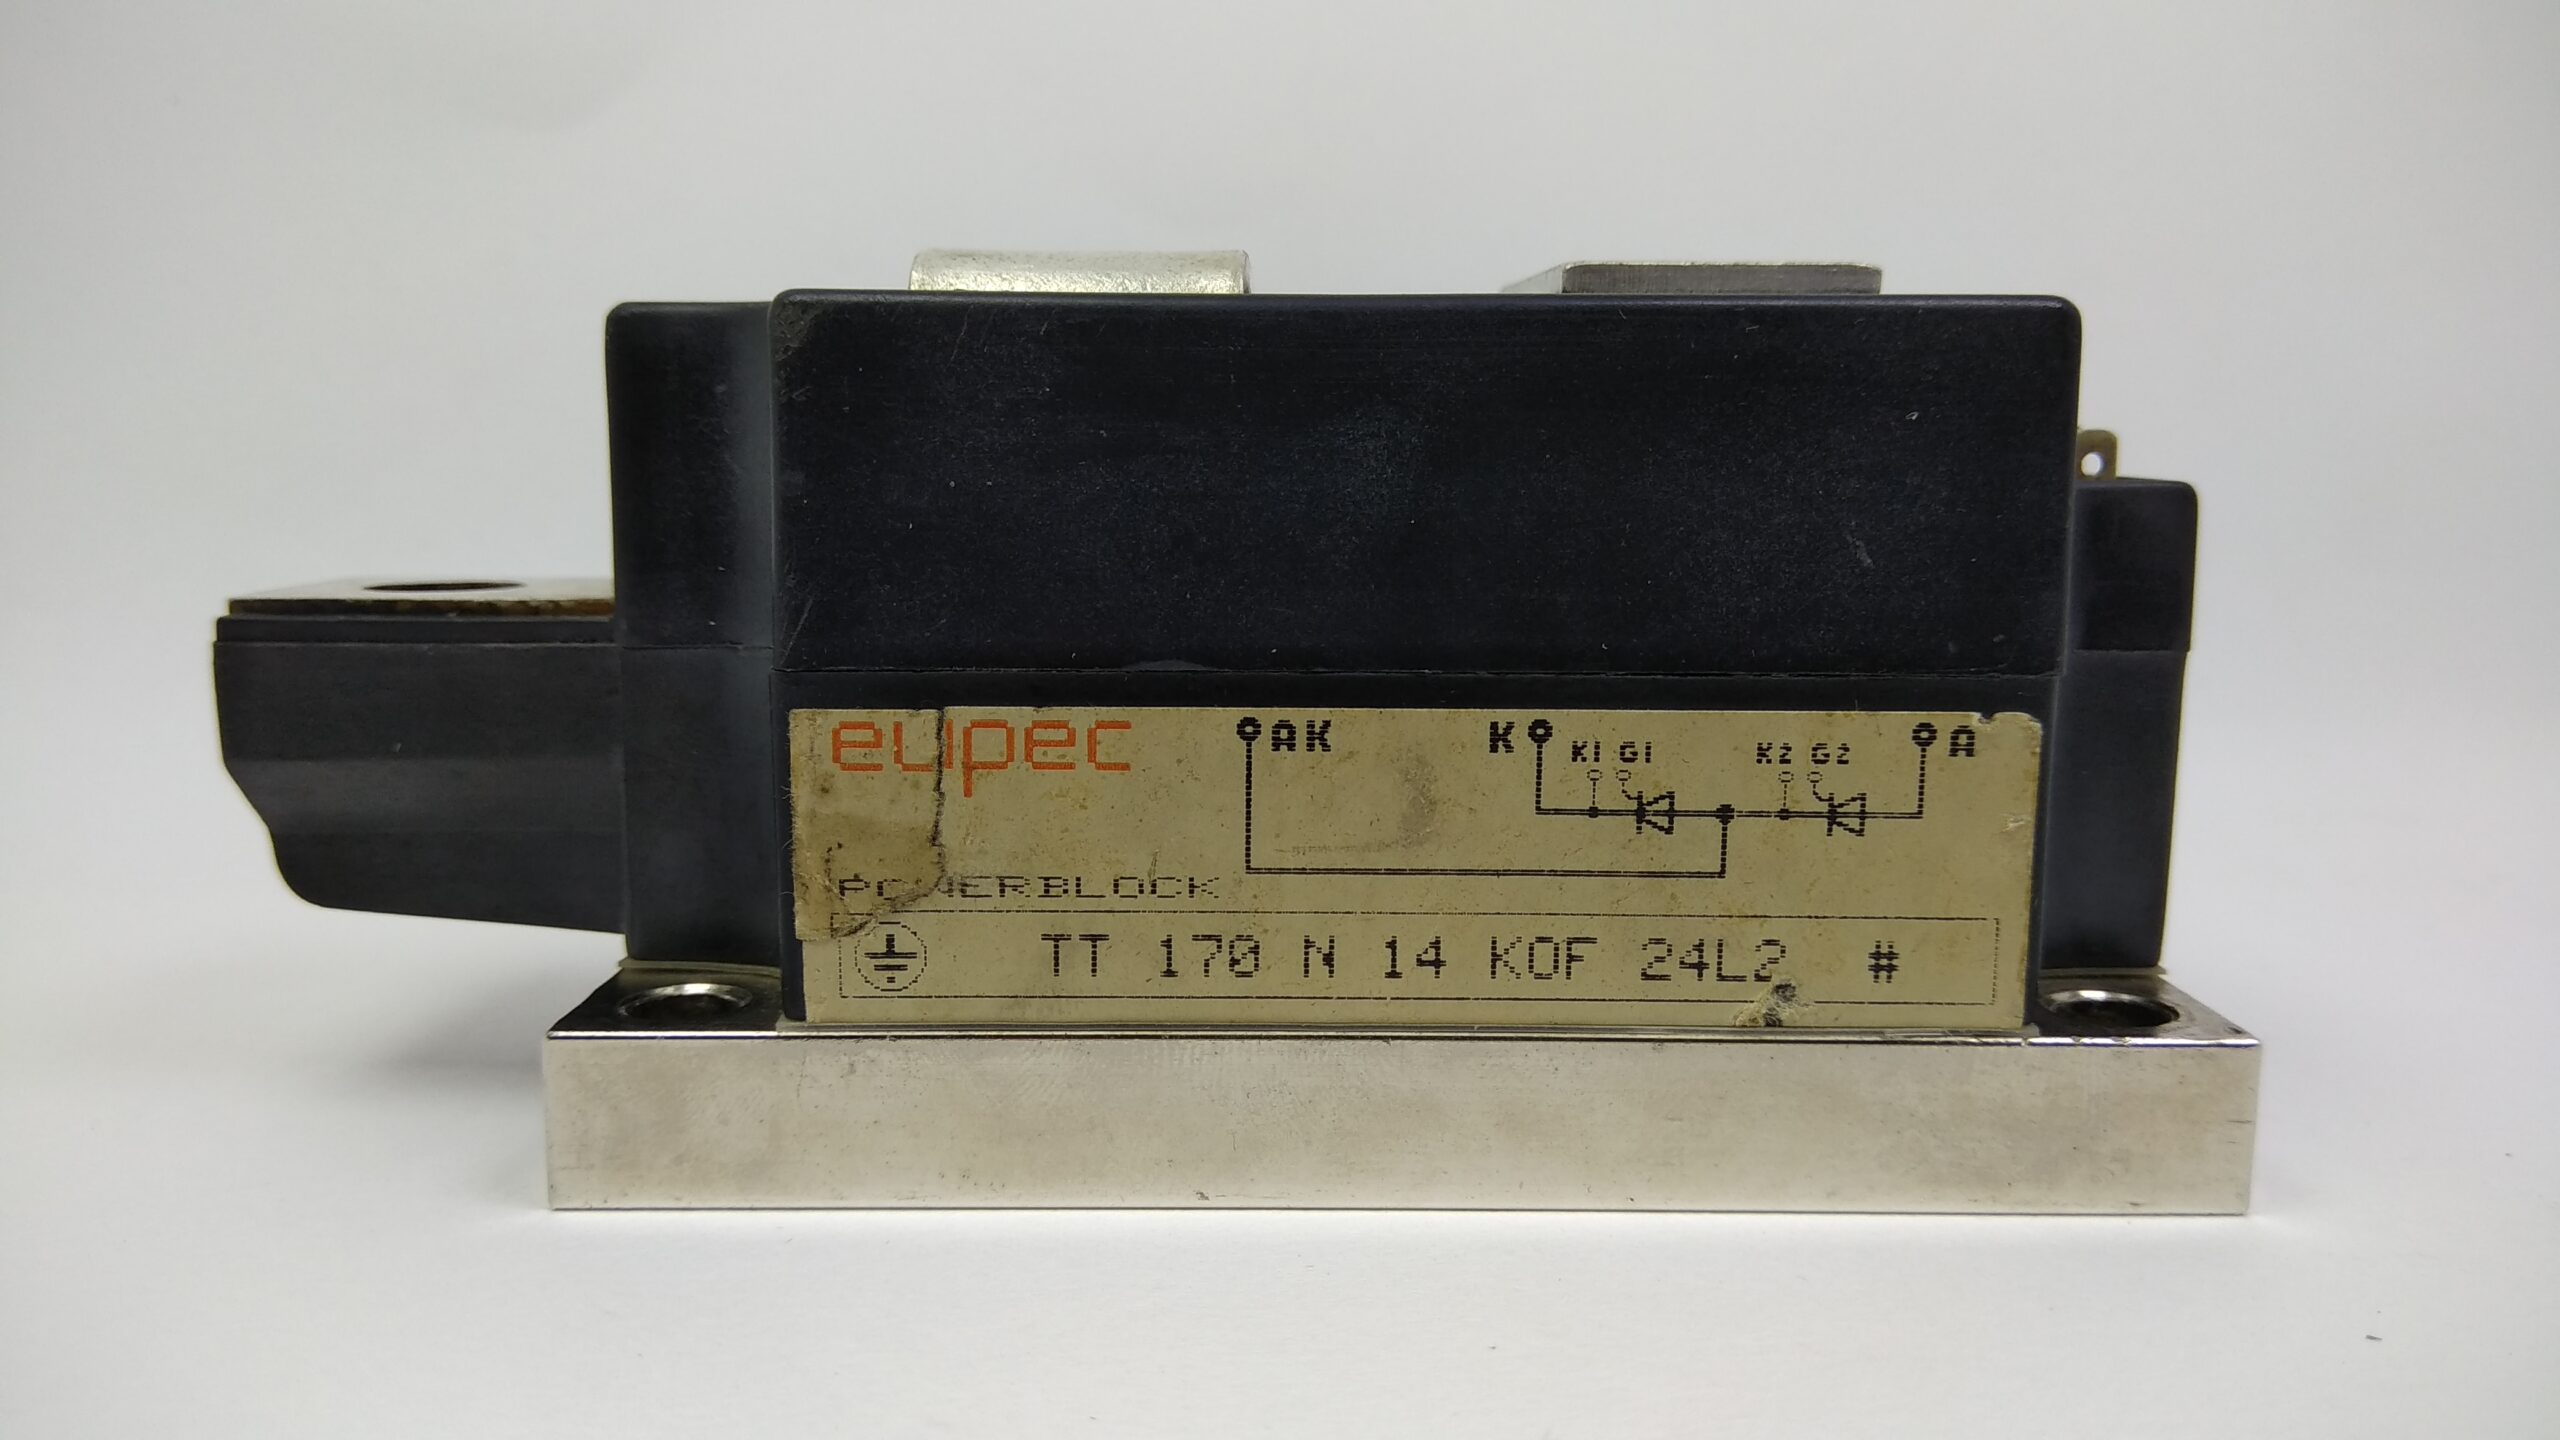 eupec
AK K K1 G1 K2 G2 A
POWERBLOCK
TT 170 N 14 KOF 24L2 #